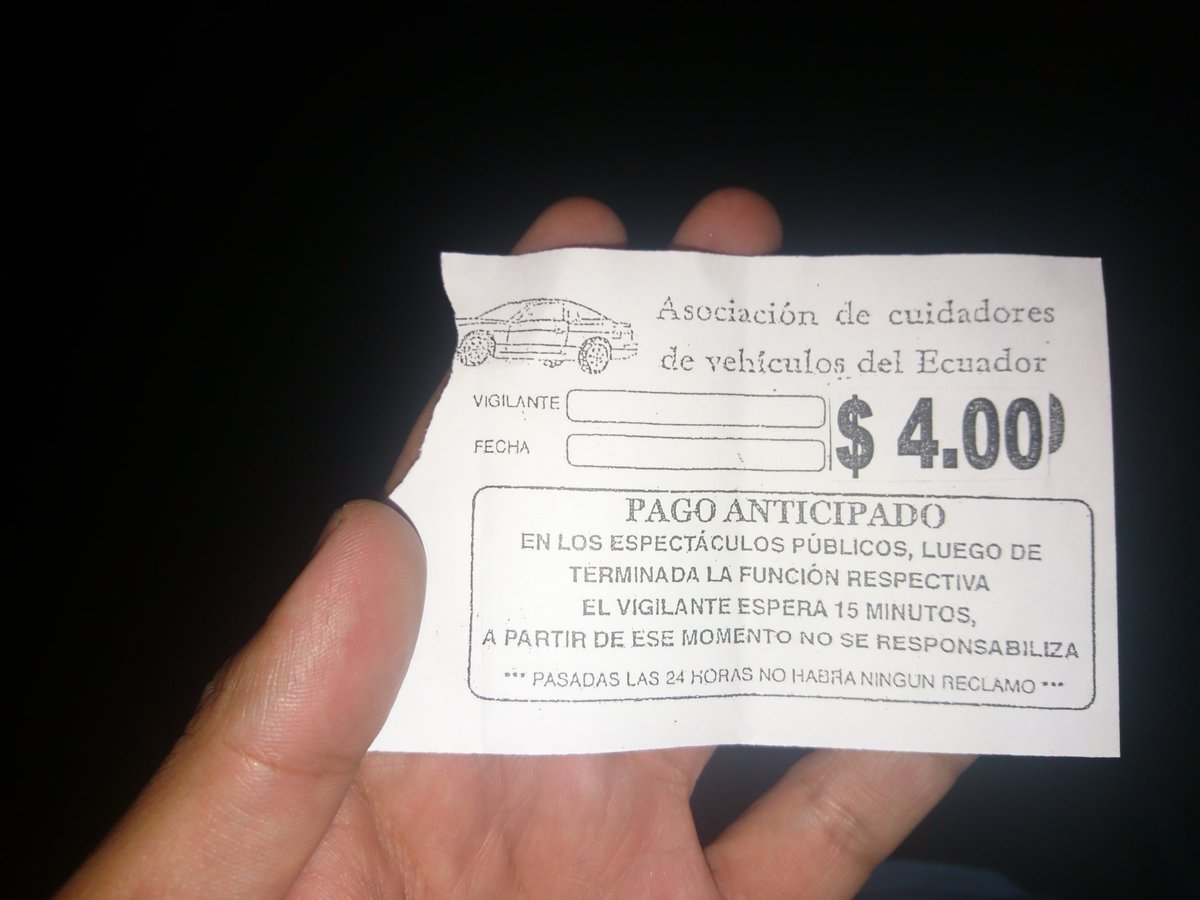 Asociación de cuidadores
de vehículos del Ecuador
VIGILANTE
FECHA
$ 4.00
PAGO ANTICIPADO
EN LOS ESPECTÁCULOS PÚBLICOS, LUEGO DE
TERMINADA LA FUNCIÓN RESPECTIVA
EL VIGILANTE ESPERA 15 MINUTOS,
A PARTIR DE ESE MOMENTO NO SE RESPONSABILIZA
*** PASADAS LAS 24 HORAS NO HABRA NINGUN RECLAMO ***